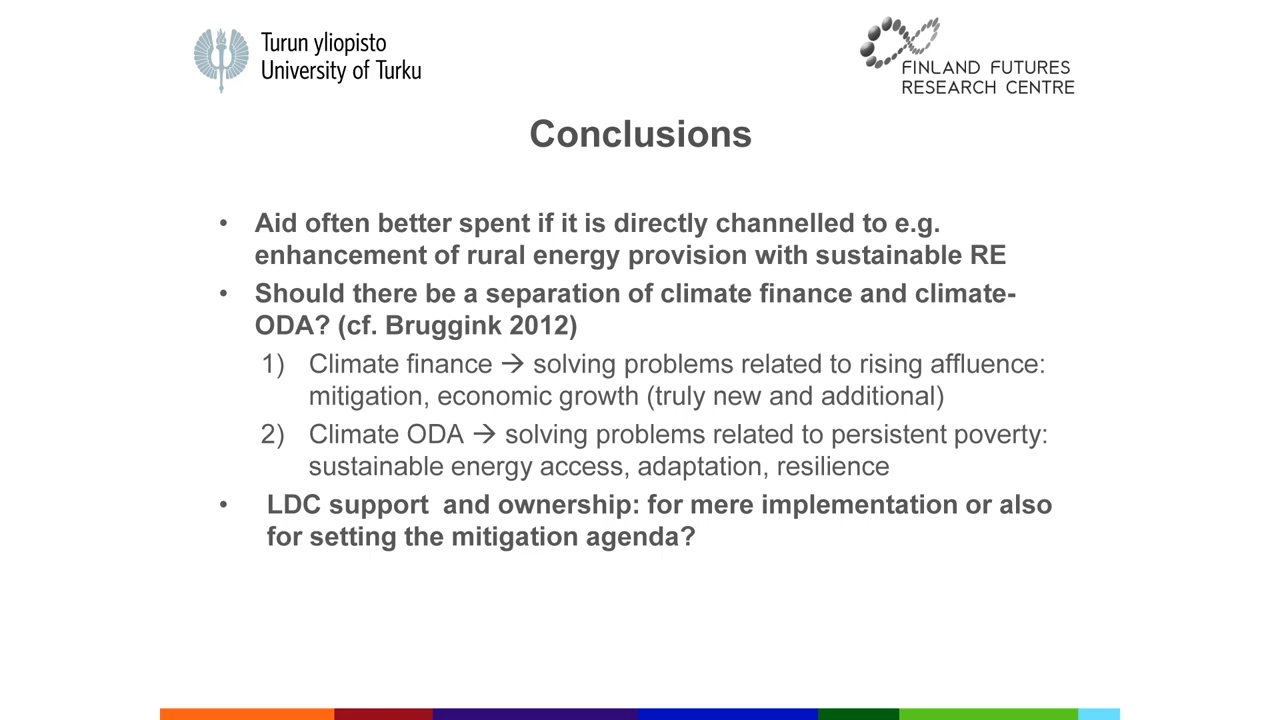 Turun yliopisto
University of Turku
FINLAND FUTURES
RESEARCH CENTRE
Conclusions
• Aid often better spent if it is directly channelled to e.g.
enhancement of rural energy provision with sustainable RE
• Should there be a separation of climate finance and climate-
ODA? (cf. Bruggink 2012)
1) Climate finance → solving problems related to rising affluence:
mitigation, economic growth (truly new and additional)
2) Climate ODA → solving problems related to persistent poverty:
sustainable energy access, adaptation, resilience
• LDC support  and ownership: for mere implementation or also
for setting the mitigation agenda?